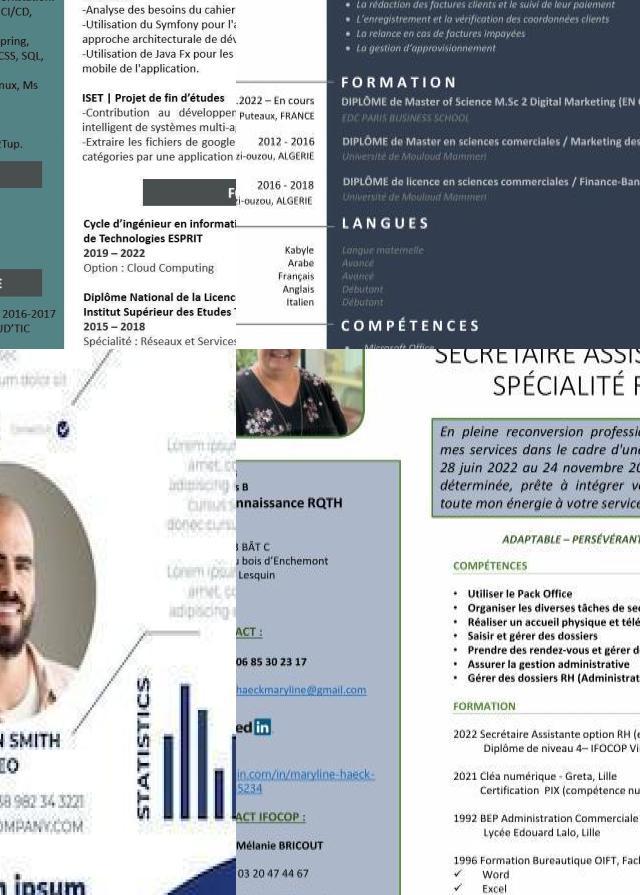 CI/CD,
pring,
CSS, SQL,
nux, Ms
2Tup.
E
2016-2017
UD'TIC
-Analyse des besoins du cahier
-Utilisation du Symfony pour l'a
approche architecturale de dév
-Utilisation de Java Fx pour les
mobile de l'application.
ISET | Projet de fin d'études
-Contribution au développer
intelligent de systèmes multi-a
-Extraire les fichiers de google
catégories par une application
F
Cycle d'ingénieur en informati
de Technologies ESPRIT
2019 – 2022
Option : Cloud Computing
Diplôme National de la Licenc
Institut Supérieur des Etudes
2015 – 2018
Spécialité : Réseaux et Services
La rédaction des factures clients et le suivi de leur paiement
• L'enregistrement et la vérification des coordonnées clients
• La relance en cas de factures impayées
• La gestion d'approvisionnement
FORMATION
.2022 – En cours
Puteaux, FRANCE
DIPLÔME de Master of Science M.Sc 2 Digital Marketing (EN
EDC PARIS BUSINESS SCHOOL
2012 - 2016
zi-ouzou, ALGERIE
DIPLÔME de Master en sciences comerciales / Marketing des
Université de Mouloud Mammeri
2016 - 2018
i-ouzou, ALGERIE
DIPLÔME de licence en sciences commerciales / Finance-Ban
Université de Mouloud Mammeri
LANGUES
Kabyle Langue maternelle
Arabe Avancé
Français Avancé
Anglais Débutant
Italien Débutant
COMPÉTENCES
• Microsoft Office
um dolor sit
Lorem ipsu
amet, co
adipiscing
cursus s
donec cursu
Lorem ipsu
amet, co
adipiscing
N SMITH
EO
38 982 34 3221
OMPANY.COM
STATISTICS
n ipsum
s B
nnaissance RQTH
BÂT C
u bois d'Enchemont
Lesquin
ACT :
06 85 30 23 17
haeckmaryline@gmail.com
ed in
in.com/in/maryline-haeck-
5234
ACT IFOCOP :
Mélanie BRICOUT
03 20 47 44 67
SECRETAIRE ASSIS
SPÉCIALITÉ R
En pleine reconversion professio
mes services dans le cadre d'une
28 juin 2022 au 24 novembre 20
déterminée, prête à intégrer vo
toute mon énergie à votre service
ADAPTABLE – PERSÉVÉRANT
COMPÉTENCES
• Utiliser le Pack Office
• Organiser les diverses tâches de sec
• Réaliser un accueil physique et télé
• Saisir et gérer des dossiers
• Prendre des rendez-vous et gérer d
• Assurer la gestion administrative
• Gérer des dossiers RH (Administrat
FORMATION
2022 Secrétaire Assistante option RH (e
Diplôme de niveau 4– IFOCOP Vi
2021 Cléa numérique - Greta, Lille
Certification PIX (compétence nu
1992 BEP Administration Commerciale
Lycée Edouard Lalo, Lille
1996 Formation Bureautique OIFT, Fach
✓ Word
✓ Excel